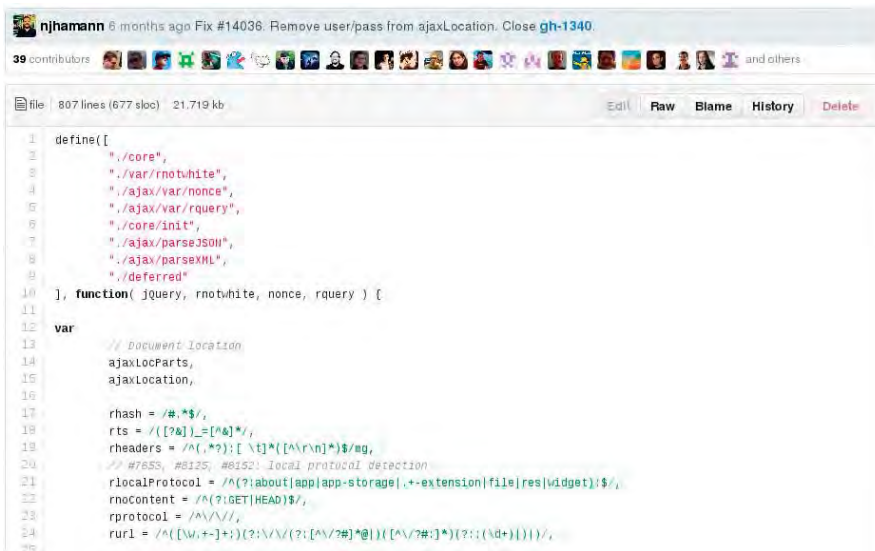 njhamann 6 months ago Fix #14036. Remove user/pass from ajaxLocation. Close gh-1340.
39 contributors and others
file 807 lines (677 sloc) 21.719 kb Edit Raw Blame History Delete
1 define([
2 "./core",
3 "./var/rnotwhite",
4 "./ajax/var/nonce",
5 "./ajax/var/rquery",
6 "./core/init",
7 "./ajax/parseJSON",
8 "./ajax/parseXML",
9 "./deferred"
10 ], function( jQuery, rnotwhite, nonce, rquery ) {
11
12 var
13 // Document location
14 ajaxLocParts,
15 ajaxLocation,
16
17 rhash = /#.*$/,
18 rts = /([?&])_=[^&]*/,
19 rheaders = /^(.*?):[ \t]*([^\r\n]*)$/mg,
20 // #7653, #8125, #8152: local protocol detection
21 rlocalProtocol = /^(?:about|app|app-storage|.+-extension|file|res|widget):$/,
22 rnoContent = /^(?:GET|HEAD)$/,
23 rprotocol = /^\/\//,
24 rurl = /^([\w.+-]+:)(?:\/\/(?:[^\/?#]*@|)([^\/?#:]*)(?::(\d+)|)|)/,
25